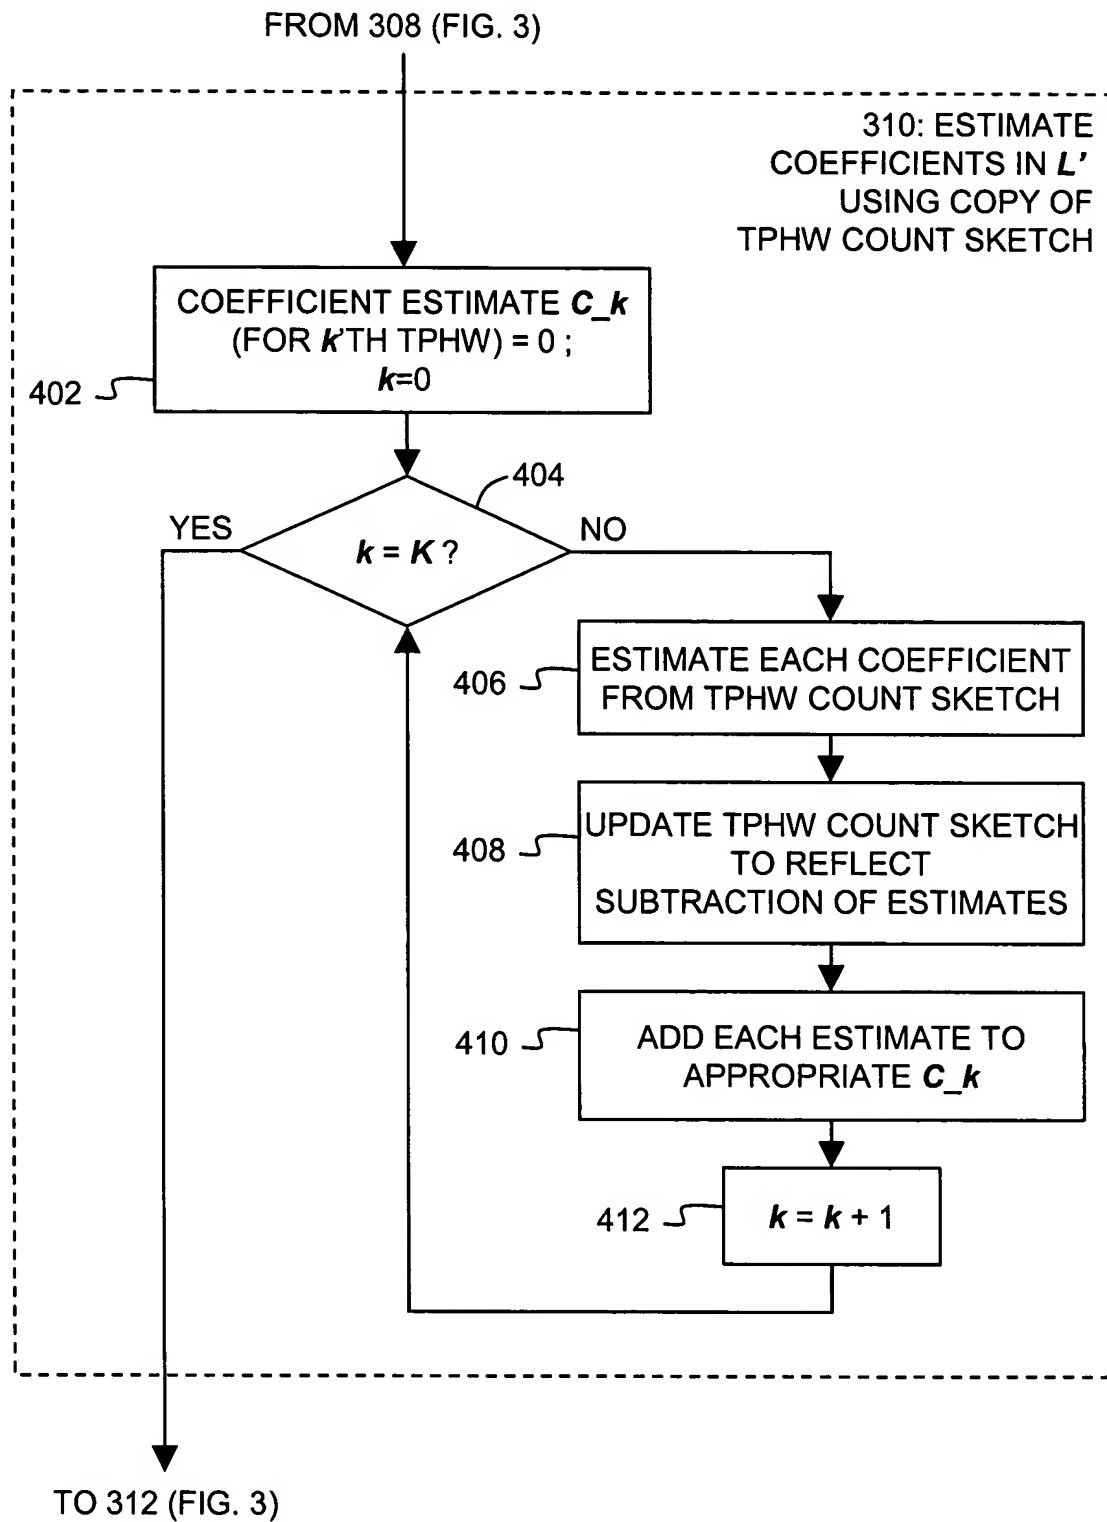 FROM 308 (FIG. 3)
310: ESTIMATE
COEFFICIENTS IN L'
USING COPY OF
TPHW COUNT SKETCH
COEFFICIENT ESTIMATE C_k
(FOR k'TH TPHW) = 0 ;
k=0
402
404
YES
k = K ?
NO
406
ESTIMATE EACH COEFFICIENT
FROM TPHW COUNT SKETCH
408
UPDATE TPHW COUNT SKETCH
TO REFLECT
SUBTRACTION OF ESTIMATES
410
ADD EACH ESTIMATE TO
APPROPRIATE C_k
412
k = k + 1
TO 312 (FIG. 3)